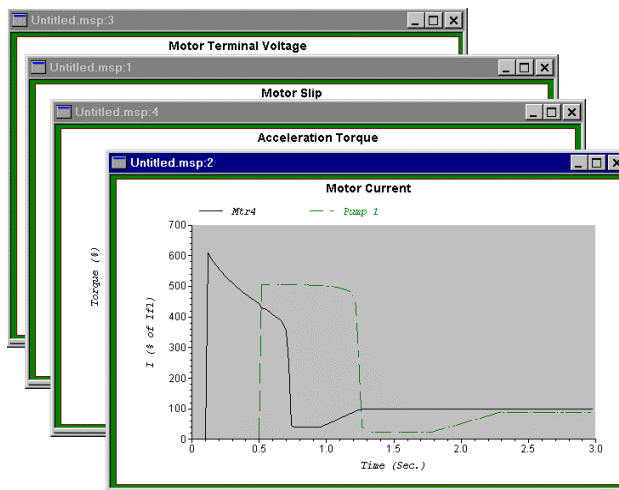 Untitled.msp:3
Motor Terminal Voltage
Untitled.msp:1
Motor Slip
Untitled.msp:4
Acceleration Torque
Torque (%)
Untitled.msp:2
Motor Current
Mtr4 Pump 1
I (% of Ifl)
700
600
500
400
300
200
100
0
0 0.5 1.0 1.5 2.0 2.5 3.0
Time (Sec.)